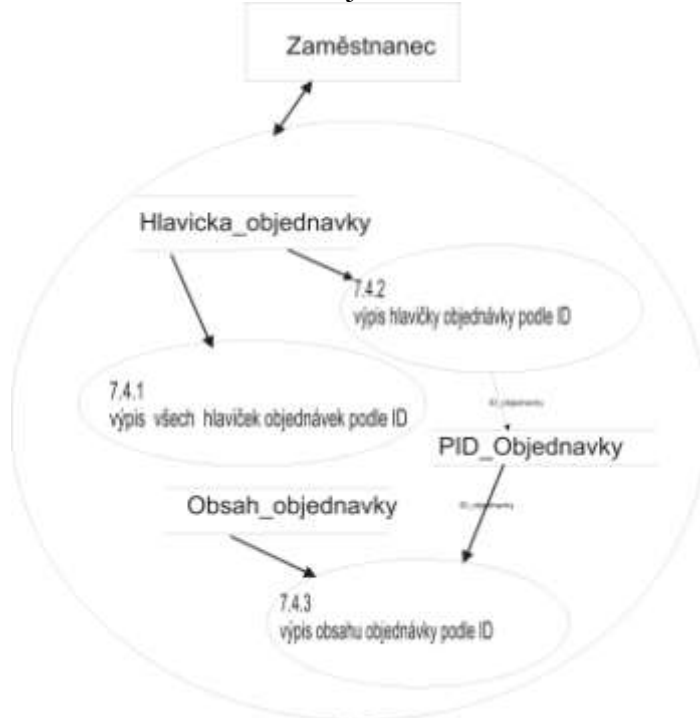 Zaměstnanec
Hlavicka_objednavky
7.4.2
výpis hlavičky objednávky podle ID
7.4.1
výpis všech hlaviček objednávek podle ID
PID_Objednavky
Obsah_objednavky
7.4.3
výpis obsahu objednávky podle ID